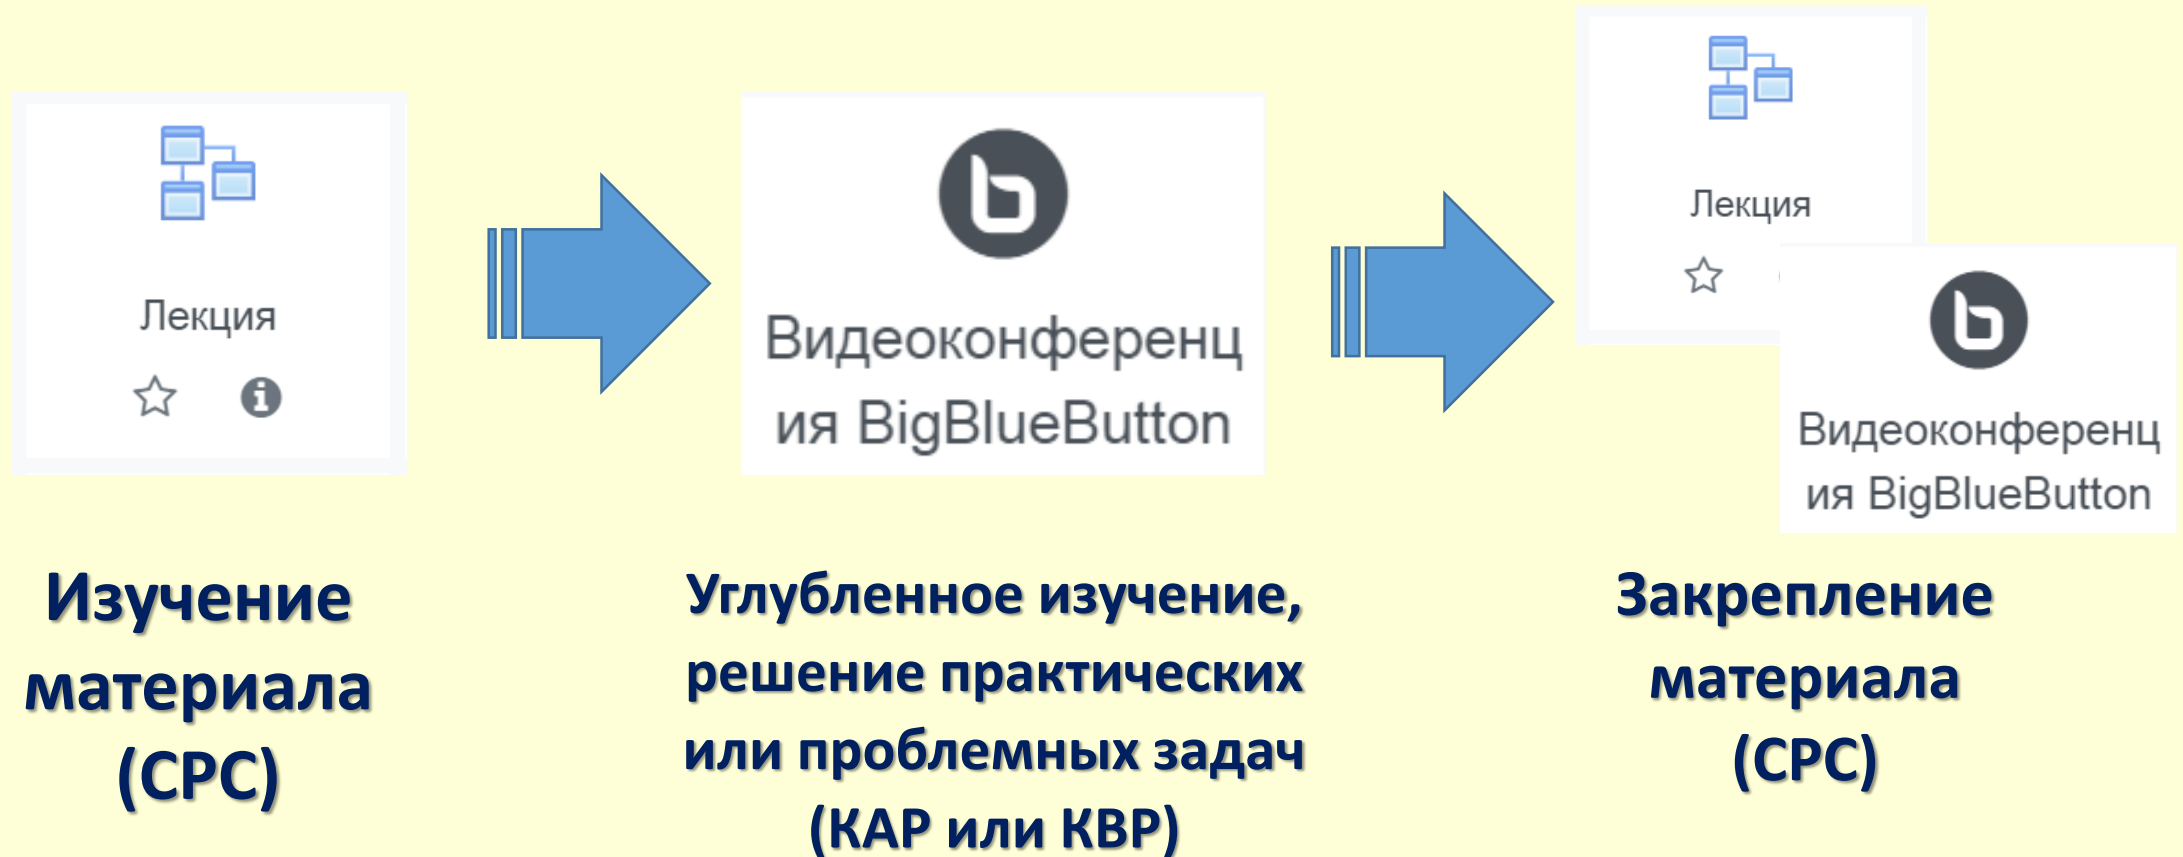 Лекция
Видеоконференц
ия BigBlueButton
Лекция
Видеоконференц
ия BigBlueButton
Изучение
материала
(СРС)
Углубленное изучение,
решение практических
или проблемных задач
(КАР или КВР)
Закрепление
материала
(СРС)